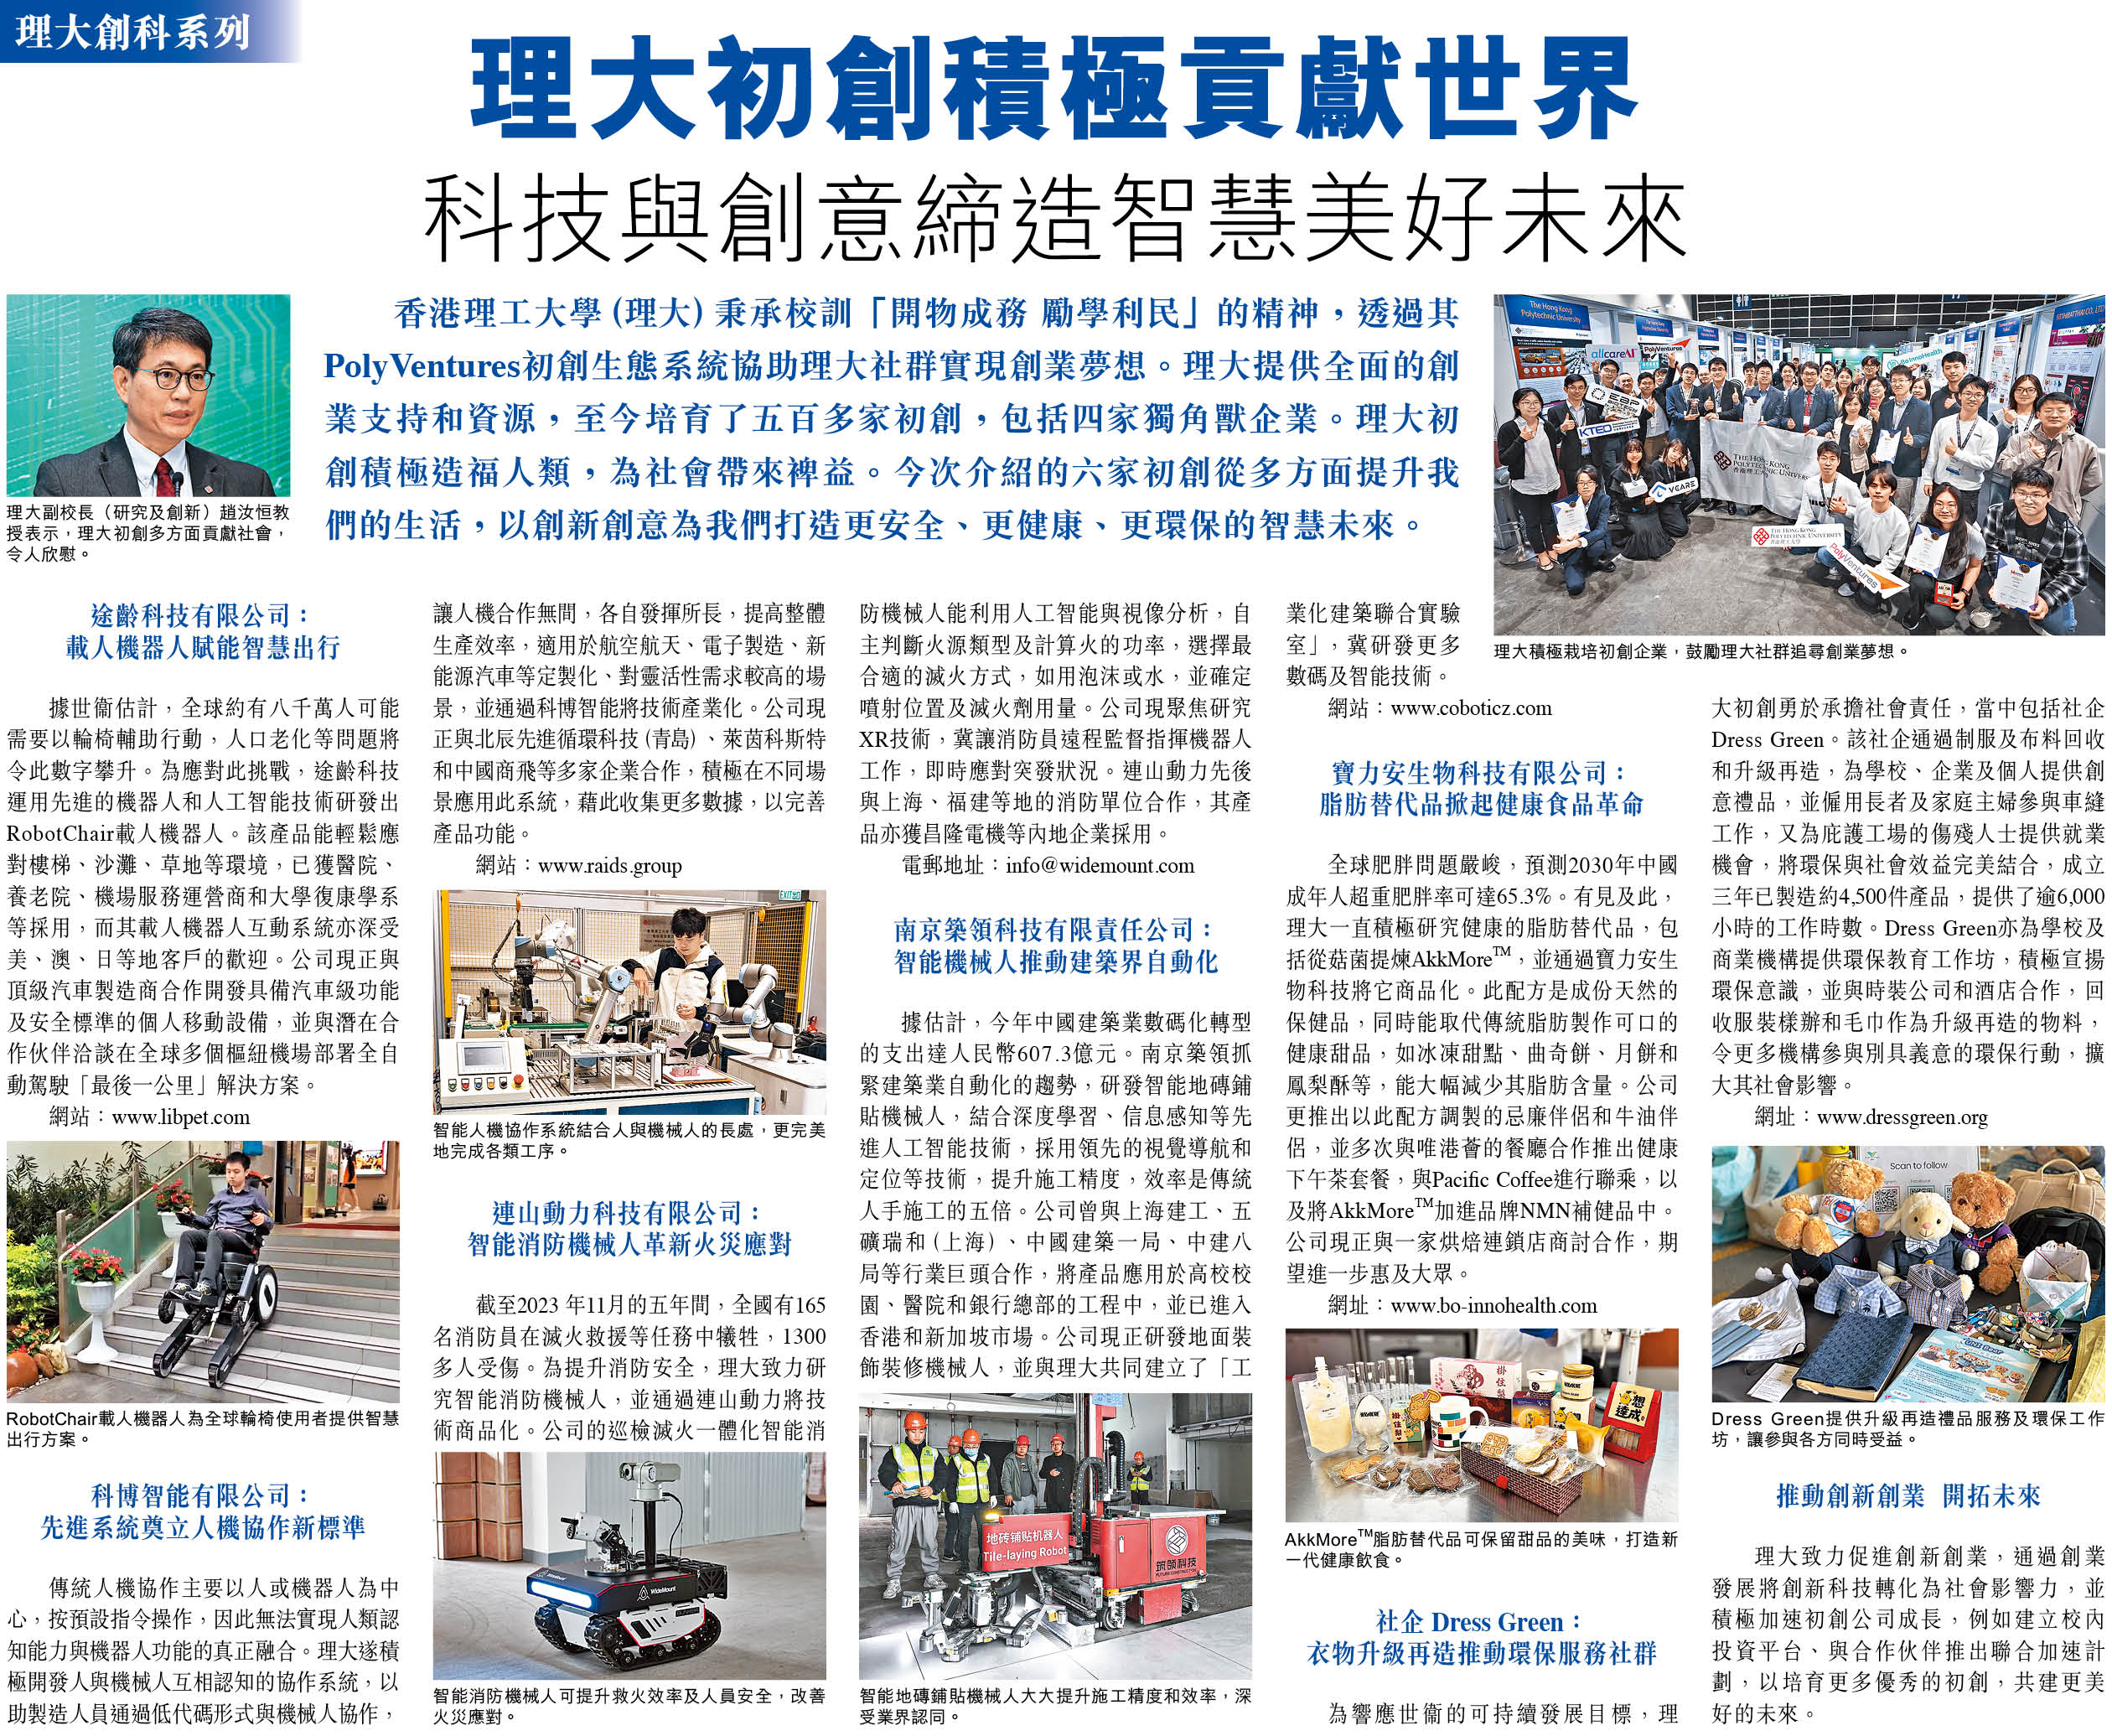 理大創科系列
理大初創積極貢獻世界
科技與創意締造智慧美好未來
香港理工大學 (理大) 秉承校訓「開物成務 勵學利民」的精神，透過其
PolyVentures初創生態系統協助理大社群實現創業夢想。理大提供全面的創
業支持和資源，至今培育了五百多家初創，包括四家獨角獸企業。理大初
創積極造福人類，為社會帶來裨益。今次介紹的六家初創從多方面提升我
們的生活，以創新創意為我們打造更安全、更健康、更環保的智慧未來。
理大副校長（研究及創新）趙汝恒教
授表示，理大初創多方面貢獻社會，
令人欣慰。
The Hong Kong
Polytechnic University
allcareAI
PolyVentures
Bo InnoHealth
EBP
KTEO
VCARE
THE HONG KONG
POLYTECHNIC UNIVERSITY
香港理工大學
THE HONG KONG
POLYTECHNIC UNIVERSITY
香港理工大學
PolyVentures
理大積極栽培初創企業，鼓勵理大社群追尋創業夢想。
途齡科技有限公司：
載人機器人賦能智慧出行
據世衞估計，全球約有八千萬人可能
需要以輪椅輔助行動，人口老化等問題將
令此數字攀升。為應對此挑戰，途齡科技
運用先進的機器人和人工智能技術研發出
RobotChair載人機器人。該產品能輕鬆應
對樓梯、沙灘、草地等環境，已獲醫院、
養老院、機場服務運營商和大學復康學系
等採用，而其載人機器人互動系統亦深受
美、澳、日等地客戶的歡迎。公司現正與
頂級汽車製造商合作開發具備汽車級功能
及安全標準的個人移動設備，並與潛在合
作伙伴洽談在全球多個樞紐機場部署全自
動駕駛「最後一公里」解決方案。
網站：www.libpet.com
RobotChair載人機器人為全球輪椅使用者提供智慧
出行方案。
科博智能有限公司：
先進系統奠立人機協作新標準
傳統人機協作主要以人或機器人為中
心，按預設指令操作，因此無法實現人類認
知能力與機器人功能的真正融合。理大遂積
極開發人與機械人互相認知的協作系統，以
助製造人員通過低代碼形式與機械人協作，
讓人機合作無間，各自發揮所長，提高整體
生產效率，適用於航空航天、電子製造、新
能源汽車等定製化、對靈活性需求較高的場
景，並通過科博智能將技術產業化。公司現
正與北辰先進循環科技 (青島) 、萊茵科斯特
和中國商飛等多家企業合作，積極在不同場
景應用此系統，藉此收集更多數據，以完善
產品功能。
網站：www.raids.group
EXIT出
智能人機協作系統結合人與機械人的長處，更完美
地完成各類工序。
連山動力科技有限公司：
智能消防機械人革新火災應對
截至2023 年11月的五年間，全國有165
名消防員在滅火救援等任務中犧牲，1300
多人受傷。為提升消防安全，理大致力研
究智能消防機械人，並通過連山動力將技
術商品化。公司的巡檢滅火一體化智能消
WideMount
智能消防機械人可提升救火效率及人員安全，改善
火災應對。
防機械人能利用人工智能與視像分析，自
主判斷火源類型及計算火的功率，選擇最
合適的滅火方式，如用泡沫或水，並確定
噴射位置及滅火劑用量。公司現聚焦研究
XR技術，冀讓消防員遠程監督指揮機器人
工作，即時應對突發狀況。連山動力先後
與上海、福建等地的消防單位合作，其產
品亦獲昌隆電機等內地企業採用。
電郵地址：info@widemount.com
南京築領科技有限責任公司：
智能機械人推動建築界自動化
據估計，今年中國建築業數碼化轉型
的支出達人民幣607.3億元。南京築領抓
緊建築業自動化的趨勢，研發智能地磚鋪
貼機械人，結合深度學習、信息感知等先
進人工智能技術，採用領先的視覺導航和
定位等技術，提升施工精度，效率是傳統
人手施工的五倍。公司曾與上海建工、五
礦瑞和 (上海) 、中國建築一局、中建八
局等行業巨頭合作，將產品應用於高校校
園、醫院和銀行總部的工程中，並已進入
香港和新加坡市場。公司現正研發地面裝
飾裝修機械人，並與理大共同建立了「工
地砖铺贴机器人
Tile-laying Robot
筑领科技
智能地磚鋪貼機械人大大提升施工精度和效率，深
受業界認同。
業化建築聯合實驗
室」，冀研發更多
數碼及智能技術。
網站：www.coboticz.com
寶力安生物科技有限公司：
脂肪替代品掀起健康食品革命
全球肥胖問題嚴峻，預測2030年中國
成年人超重肥胖率可達65.3%。有見及此，
理大一直積極研究健康的脂肪替代品，包
括從菇菌提煉AkkMore™，並通過寶力安生
物科技將它商品化。此配方是成份天然的
保健品，同時能取代傳統脂肪製作可口的
健康甜品，如冰凍甜點、曲奇餅、月餅和
鳳梨酥等，能大幅減少其脂肪含量。公司
更推出以此配方調製的忌廉伴侶和牛油伴
侶，並多次與唯港薈的餐廳合作推出健康
下午茶套餐，與Pacific Coffee進行聯乘，以
及將AkkMore™加進品牌NMN補健品中。
公司現正與一家烘焙連鎖店商討合作，期
望進一步惠及大眾。
網址：www.bo-innohealth.com
想
達成
AkkMore™脂肪替代品可保留甜品的美味，打造新
一代健康飲食。
社企 Dress Green：
衣物升級再造推動環保服務社群
為響應世衞的可持續發展目標，理
大初創勇於承擔社會責任，當中包括社企
Dress Green。該社企通過制服及布料回收
和升級再造，為學校、企業及個人提供創
意禮品，並僱用長者及家庭主婦參與車縫
工作，又為庇護工場的傷殘人士提供就業
機會，將環保與社會效益完美結合，成立
三年已製造約4,500件產品，提供了逾6,000
小時的工作時數。Dress Green亦為學校及
商業機構提供環保教育工作坊，積極宣揚
環保意識，並與時裝公司和酒店合作，回
收服裝樣辦和毛巾作為升級再造的物料，
令更多機構參與別具義意的環保行動，擴
大其社會影響。
網址：www.dressgreen.org
Scan to follow
Dress Green提供升級再造禮品服務及環保工作
坊，讓參與各方同時受益。
推動創新創業 開拓未來
理大致力促進創新創業，通過創業
發展將創新科技轉化為社會影響力，並
積極加速初創公司成長，例如建立校內
投資平台、與合作伙伴推出聯合加速計
劃，以培育更多優秀的初創，共建更美
好的未來。